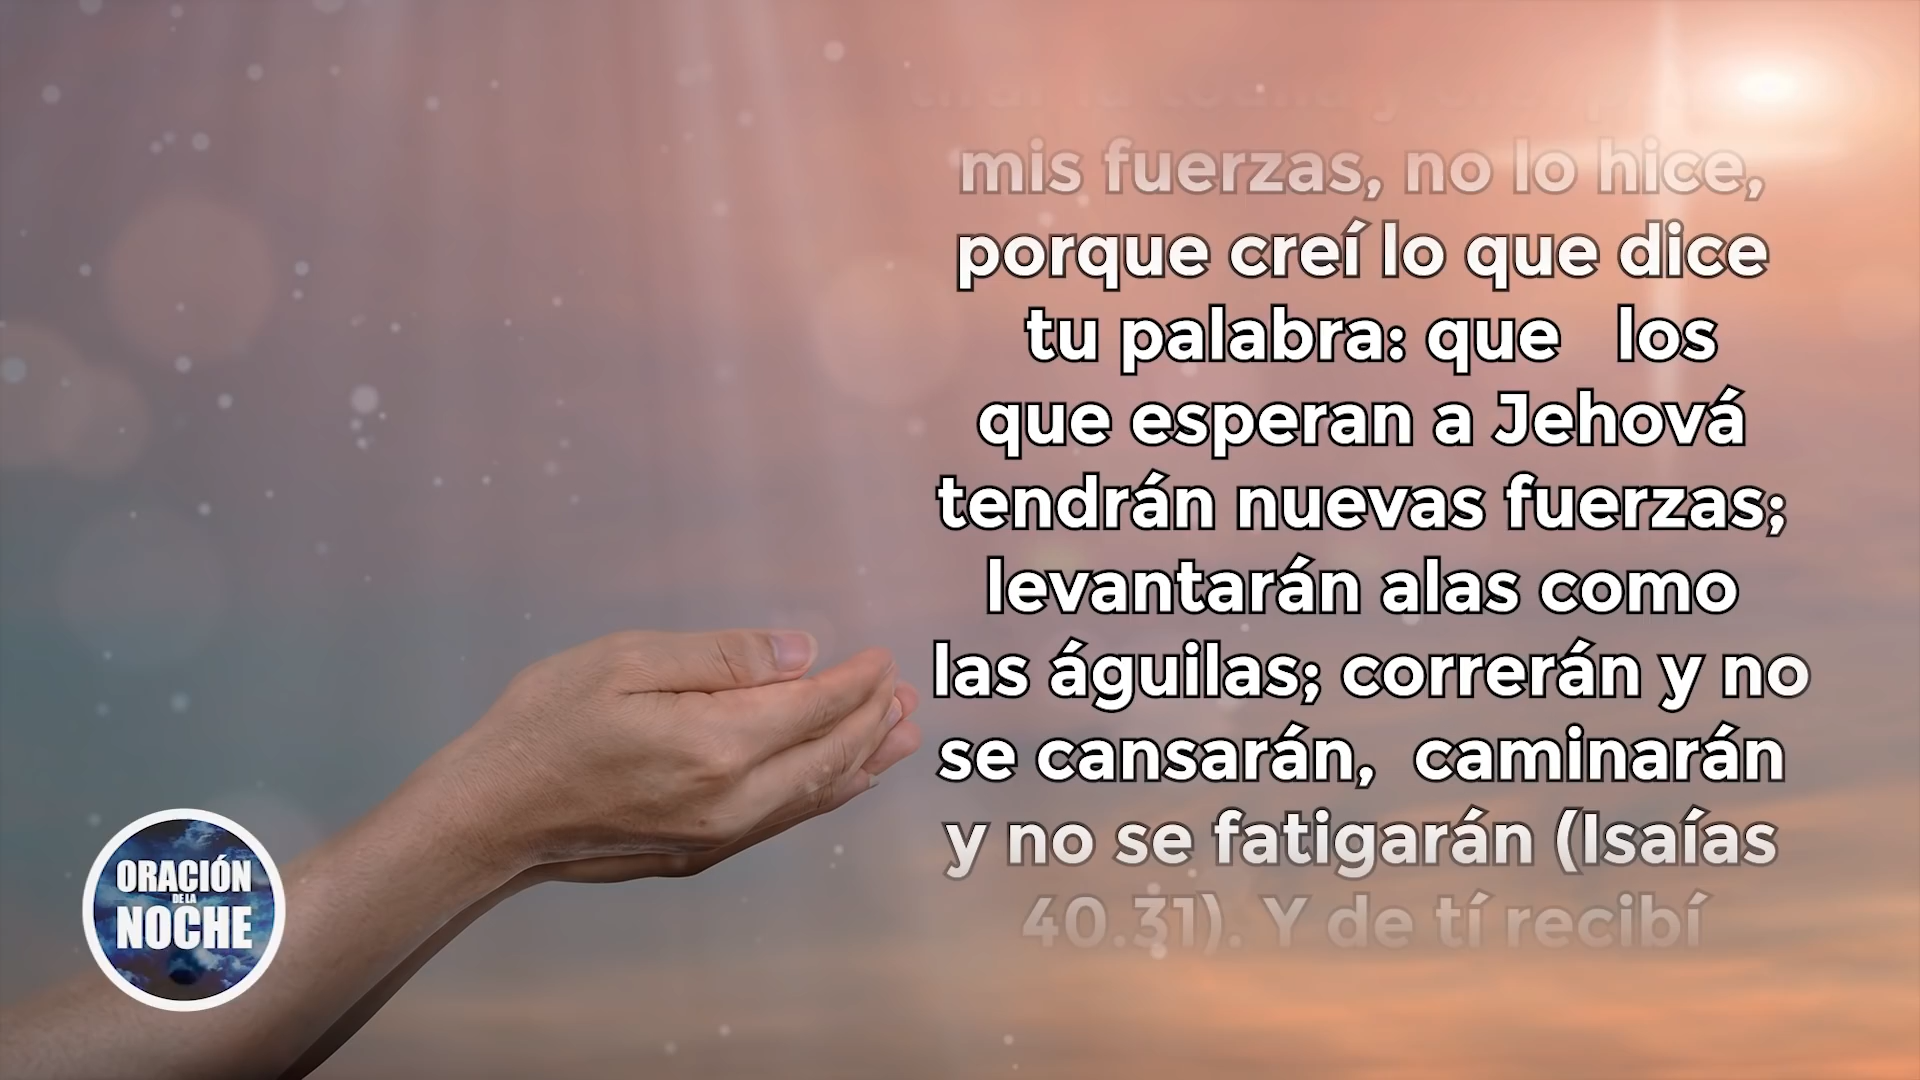 mis fuerzas, no lo hice,
porque creí lo que dice
tu palabra: que los
que esperan a Jehová
tendrán nuevas fuerzas;
levantarán alas como
las águilas; correrán y no
se cansarán, caminarán
y no se fatigarán (Isaías
40.31). Y de tí recibí
ORACIÓN
DE LA
NOCHE